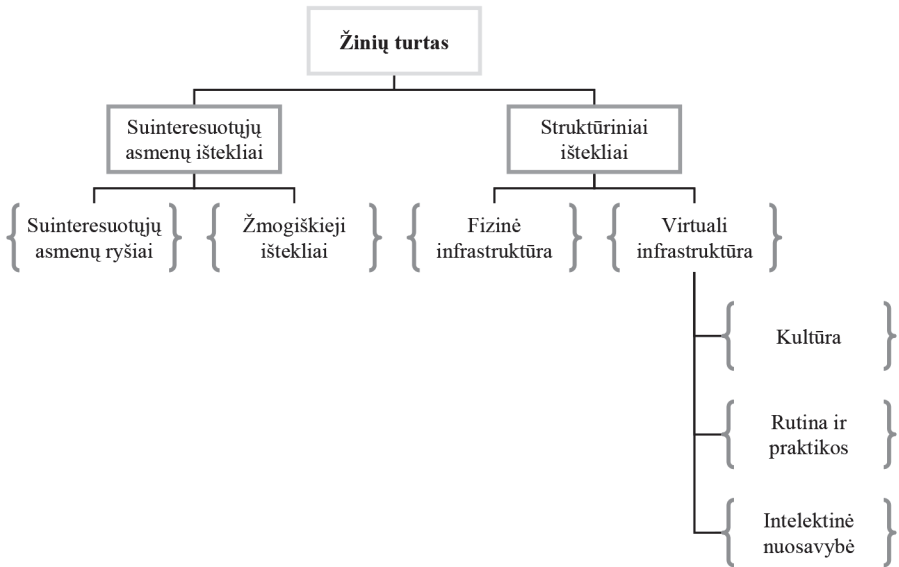 Žinių turtas
Suinteresuotųjų
asmenų ištekliai
Struktūriniai
ištekliai
Suinteresuotųjų
asmenų ryšiai
Žmogiškieji
ištekliai
Fizinė
infrastruktūra
Virtuali
infrastruktūra
Kultūra
Rutina ir
praktikos
Intelektinė
nuosavybė